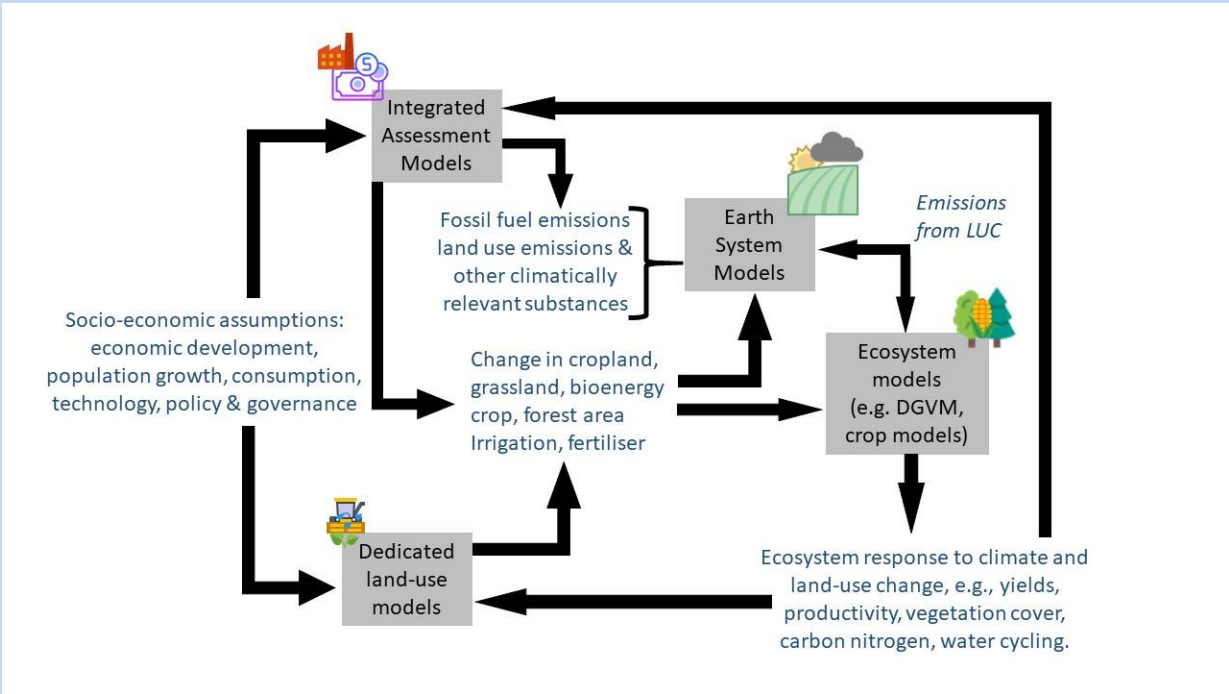 Integrated
Assessment
Models
Fossil fuel emissions
land use emissions &
other climatically
relevant substances
Earth
System
Models
Emissions
from LUC
Socio-economic assumptions:
economic development,
population growth, consumption,
technology, policy & governance
Change in cropland,
grassland, bioenergy
crop, forest area
Irrigation, fertiliser
Ecosystem
models
(e.g. DGVM,
crop models)
Dedicated
land-use
models
Ecosystem response to climate and
land-use change, e.g., yields,
productivity, vegetation cover,
carbon nitrogen, water cycling.